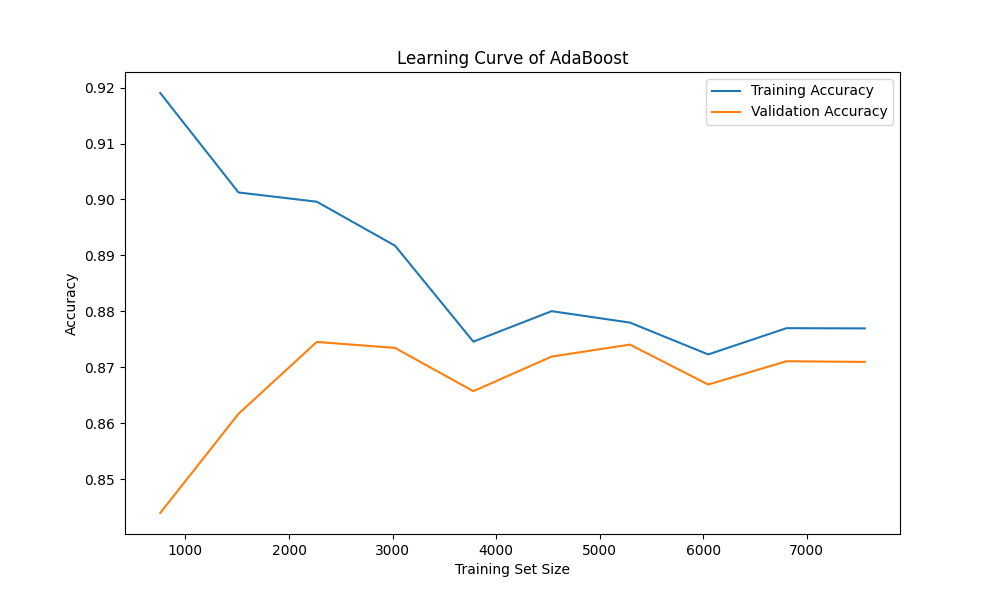 Learning Curve of AdaBoost
Training Accuracy
Validation Accuracy
0.92
0.91
0.90
0.89
0.88
0.87
0.86
0.85
Accuracy
1000 2000 3000 4000 5000 6000 7000
Training Set Size